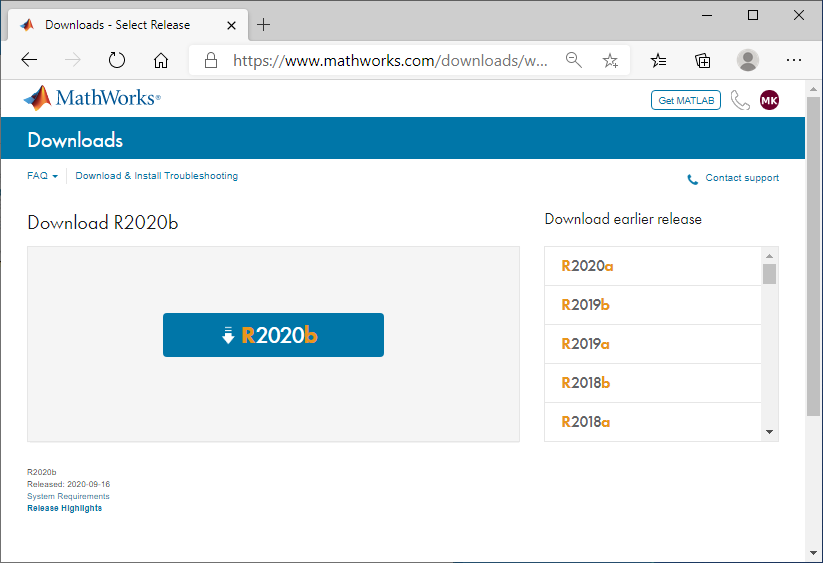 Downloads - Select Release
https://www.mathworks.com/downloads/w...
MathWorks®
Get MATLAB
MK
Downloads
FAQ
Download & Install Troubleshooting
Contact support
Download R2020b
R2020b
Download earlier release
R2020a
R2019b
R2019a
R2018b
R2018a
R2020b
Released: 2020-09-16
System Requirements
Release Highlights